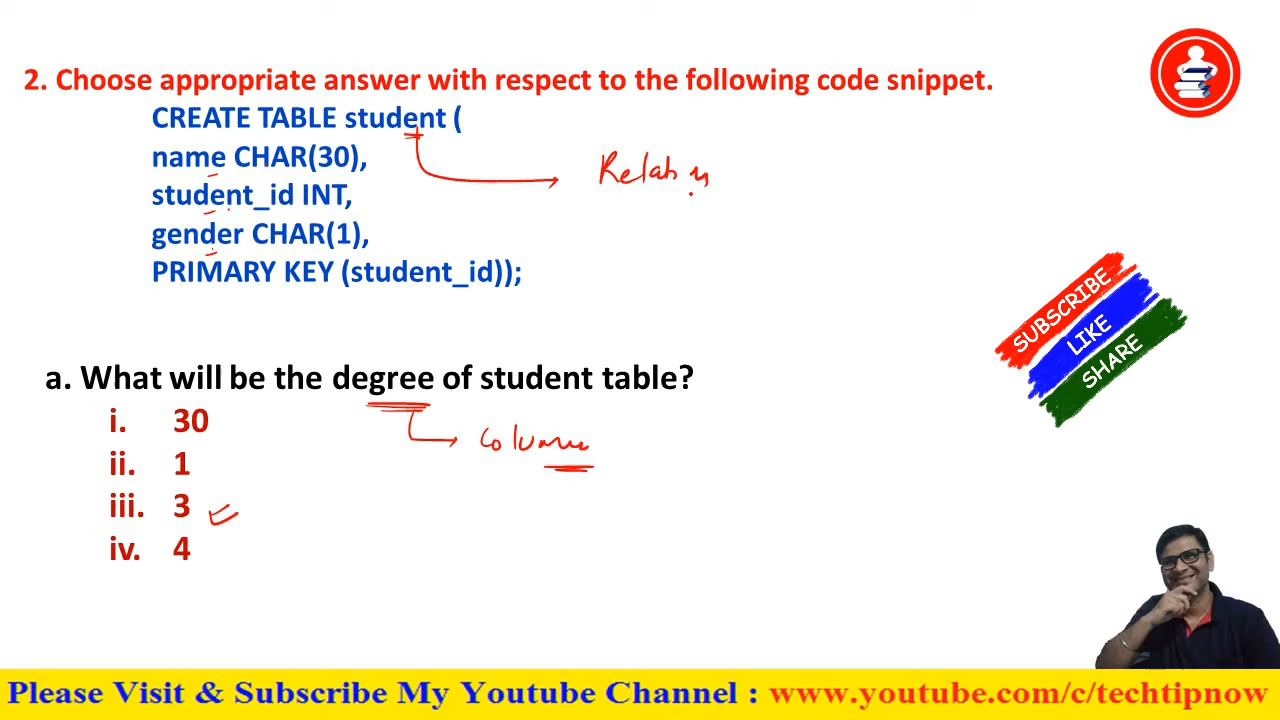 2. Choose appropriate answer with respect to the following code snippet.
CREATE TABLE student (
name CHAR(30),
student_id INT,
gender CHAR(1),
PRIMARY KEY (student_id));
SUBSCRIBE
LIKE
SHARE
a. What will be the degree of student table?
i. 30
ii. 1
iii. 3
iv. 4
Please Visit & Subscribe My Youtube Channel : www.youtube.com/c/techtipnow